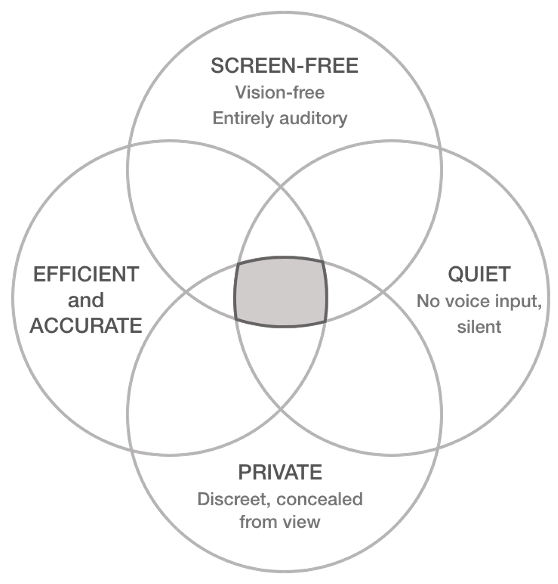 SCREEN-FREE
Vision-free
Entirely auditory
EFFICIENT
and
ACCURATE
QUIET
No voice input,
silent
PRIVATE
Discreet, concealed
from view